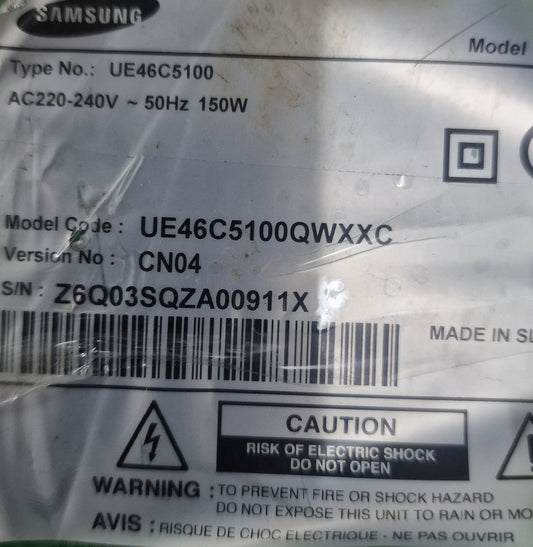 SAMSUNG
Model
Type No.: UE46C5100
AC220-240V ~ 50Hz 150W
Model Code : UE46C5100QWXXC
Version No : CN04
S/N : Z6Q03SQZA00911X
MADE IN
CAUTION
RISK OF ELECTRIC SHOCK
DO NOT OPEN
WARNING : TO PREVENT FIRE OR SHOCK HAZARD
DO NOT EXPOSE THIS UNIT TO RAIN OR
AVIS : RISQUE DE CHOC ELECTRIQUE - NE PAS OUVRIR